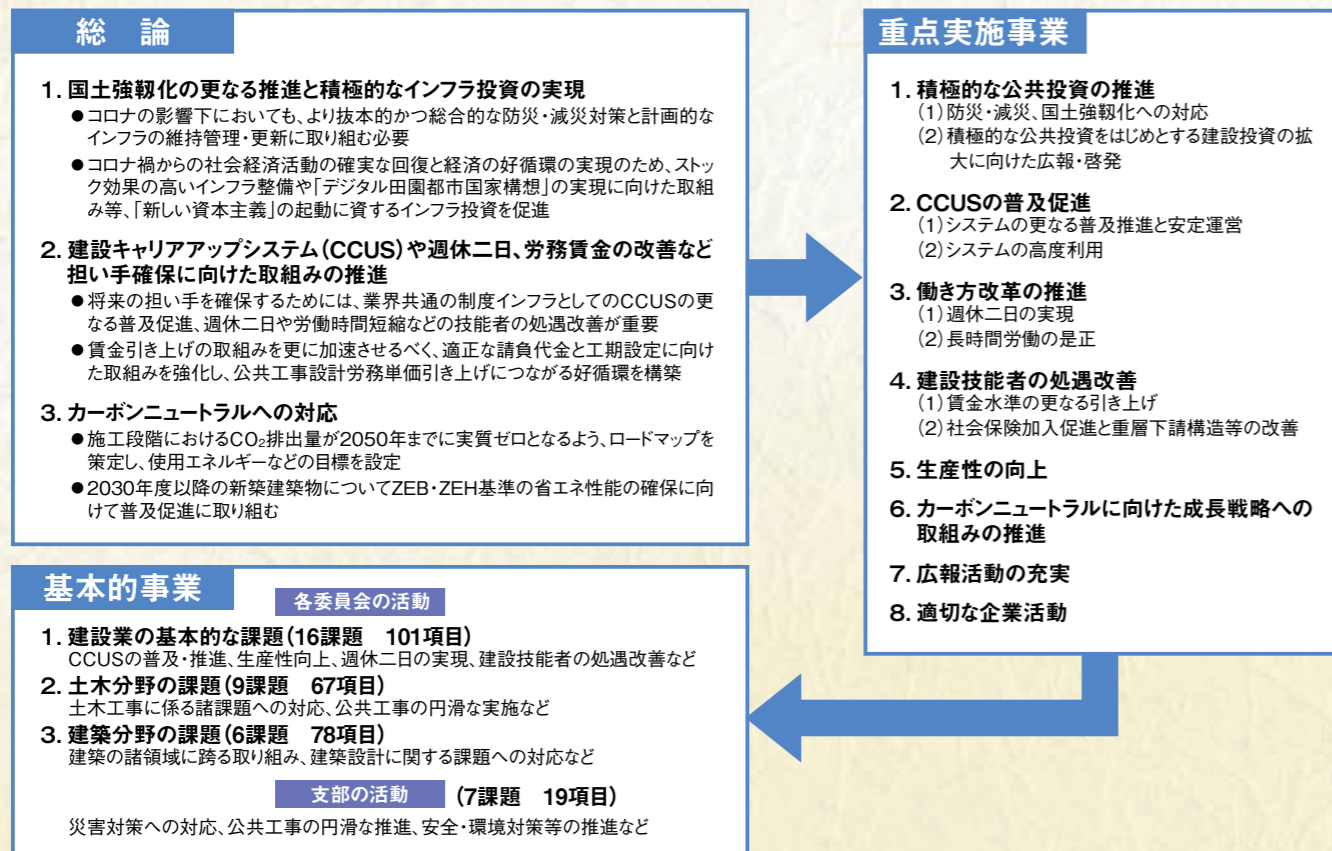 総 論
1. 国土強靱化の更なる推進と積極的なインフラ投資の実現
●コロナの影響下においても、より抜本的かつ総合的な防災・減災対策と計画的な
インフラの維持管理・更新に取り組む必要
●コロナ禍からの社会経済活動の確実な回復と経済の好循環の実現のため、ストッ
ク効果の高いインフラ整備や「デジタル田園都市国家構想」の実現に向けた取組
み等、「新しい資本主義」の起動に資するインフラ投資を促進
2. 建設キャリアアップシステム(CCUS)や週休二日、労務賃金の改善など
担い手確保に向けた取組みの推進
●将来の担い手を確保するためには、業界共通の制度インフラとしてのCCUSの更
なる普及促進、週休二日や労働時間短縮などの技能者の処遇改善が重要
●賃金引き上げの取組みを更に加速させるべく、適正な請負代金と工期設定に向け
た取組みを強化し、公共工事設計労務単価引き上げにつながる好循環を構築
3. カーボンニュートラルへの対応
●施工段階におけるCO₂排出量が2050年までに実質ゼロとなるよう、ロードマップを
策定し、使用エネルギーなどの目標を設定
●2030年度以降の新築建築物についてZEB・ZEH基準の省エネ性能の確保に向
けて普及促進に取り組む
重点実施事業
1. 積極的な公共投資の推進
(1)防災・減災、国土強靱化への対応
(2)積極的な公共投資をはじめとする建設投資の拡
大に向けた広報・啓発
2. CCUSの普及促進
(1)システムの更なる普及推進と安定運営
(2)システムの高度利用
3. 働き方改革の推進
(1)週休二日の実現
(2)長時間労働の是正
4. 建設技能者の処遇改善
(1)賃金水準の更なる引き上げ
(2)社会保険加入促進と重層下請構造等の改善
5. 生産性の向上
6. カーボンニュートラルに向けた成長戦略への
取組みの推進
7. 広報活動の充実
8. 適切な企業活動
基本的事業
各委員会の活動
1. 建設業の基本的な課題(16課題 101項目)
CCUSの普及・推進、生産性向上、週休二日の実現、建設技能者の処遇改善など
2. 土木分野の課題(9課題 67項目)
土木工事に係る諸課題への対応、公共工事の円滑な実施など
3. 建築分野の課題(6課題 78項目)
建築の諸領域に跨る取り組み、建築設計に関する課題への対応など
支部の活動 (7課題 19項目)
災害対策への対応、公共工事の円滑な推進、安全・環境対策等の推進など